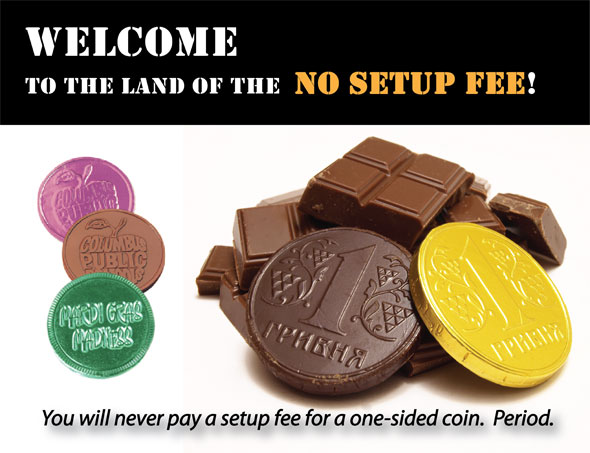 WELCOME
TO THE LAND OF THE NO SETUP FEE!
COLUMBUS
PUBLIC
COLUMBUS
PUBLIC
MARDI GRAS
MADNESS
1
ГРИВНЯ
1
ГРИВНЯ
You will never pay a setup fee for a one-sided coin. Period.